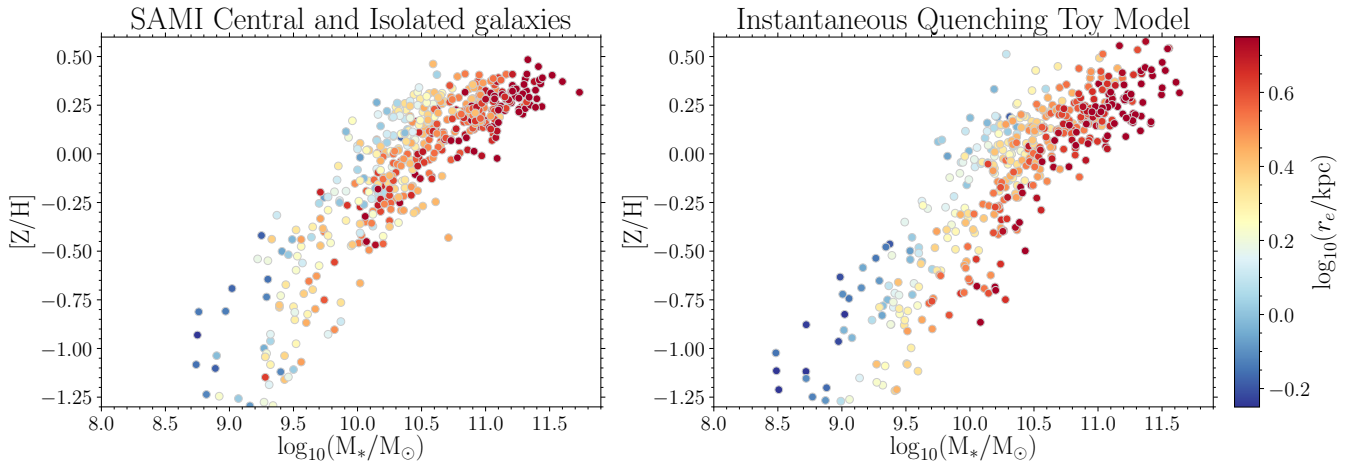 SAMI Central and Isolated galaxies
0.50
0.25
0.00
−0.25
−0.50
−0.75
−1.00
−1.25
[Z/H]
8.0 8.5 9.0 9.5 10.0 10.5 11.0 11.5
log₁₀(M∗/M⊙)
Instantaneous Quenching Toy Model
0.50
0.25
0.00
−0.25
−0.50
−0.75
−1.00
−1.25
[Z/H]
8.0 8.5 9.0 9.5 10.0 10.5 11.0 11.5
log₁₀(M∗/M⊙)
0.6
0.4
0.2
0.0
−0.2
log₁₀(rₑ/kpc)